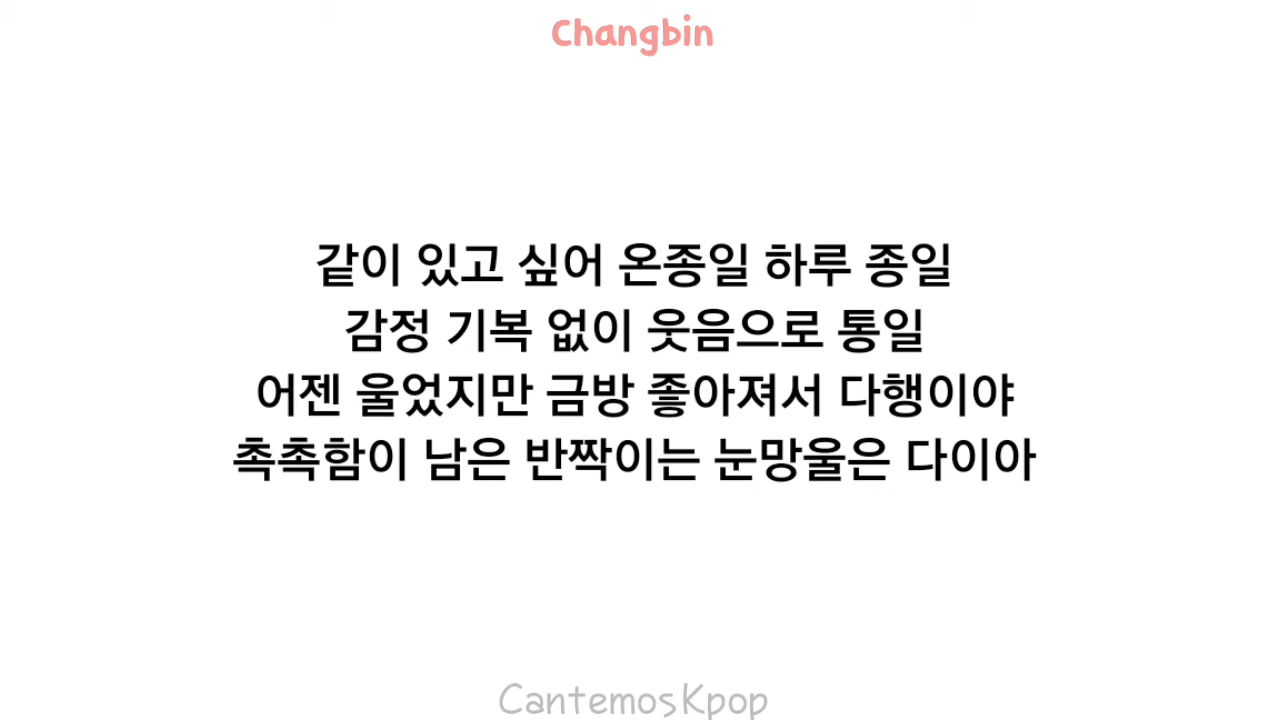 Changbin
같이 있고 싶어 온종일 하루 종일
감정 기복 없이 웃음으로 통일
어젠 울었지만 금방 좋아져서 다행이야
촉촉함이 남은 반짝이는 눈망울은 다이아
CantemosKpop